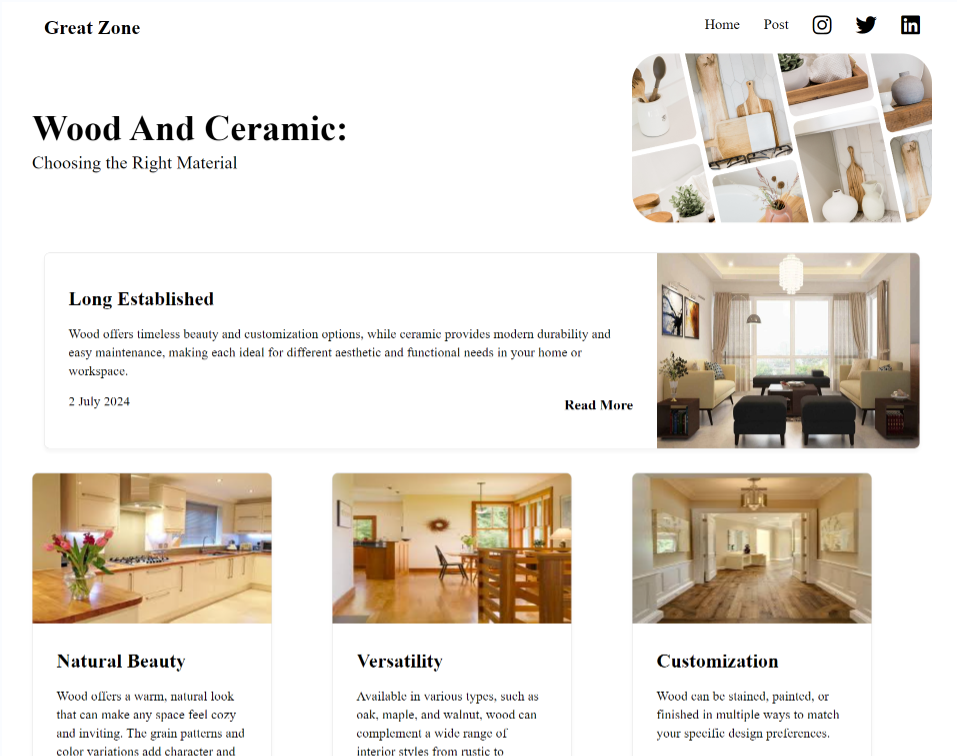 Great Zone
Home Post
Wood And Ceramic:
Choosing the Right Material
Long Established
Wood offers timeless beauty and customization options, while ceramic provides modern durability and
easy maintenance, making each ideal for different aesthetic and functional needs in your home or
workspace.
2 July 2024
Read More
Natural Beauty
Wood offers a warm, natural look
that can make any space feel cozy
and inviting. The grain patterns and
color variations add character and
Versatility
Available in various types, such as
oak, maple, and walnut, wood can
complement a wide range of
interior styles from rustic to
Customization
Wood can be stained, painted, or
finished in multiple ways to match
your specific design preferences.